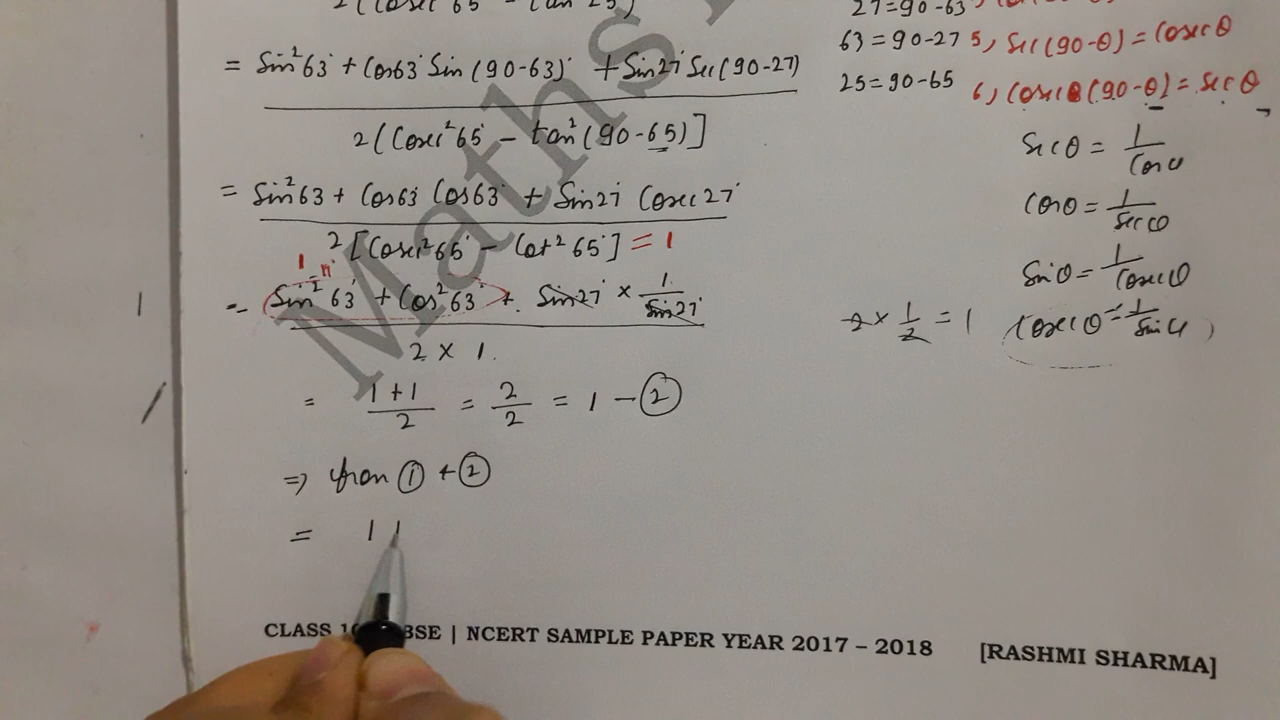 2(Cosec²65° - tan²25)
= Sin²63° + Cos63° Sin(90-63)° + Sin27° Sec(90-27)
2(Cosec²65° - tan²(90-65)]
= Sin²63 + Cos63° Cos63° + Sin27° Cosec27°
2[Cosec²65° - Cot²65°] = 1
1
Sin²63° + Cos²63° + Sin27° × 1/Sin27°
2 × 1.
= 1+1/2 = 2/2 = 1 - ②
⇒ from ① + ②
= 1 1
27=90-63
63=90-27
25=90-65
5, Sec(90-θ) = Cosecθ
6, Cosec(90-θ) = secθ
Secθ = 1/Cosθ
Cosθ = 1/Secθ
Sinθ = 1/Cosecθ
2 × 1/2 = 1
(Cosecθ = 1/Sinθ)
Maths
CLASS 10 CBSE | NCERT SAMPLE PAPER YEAR 2017 – 2018 [RASHMI SHARMA]